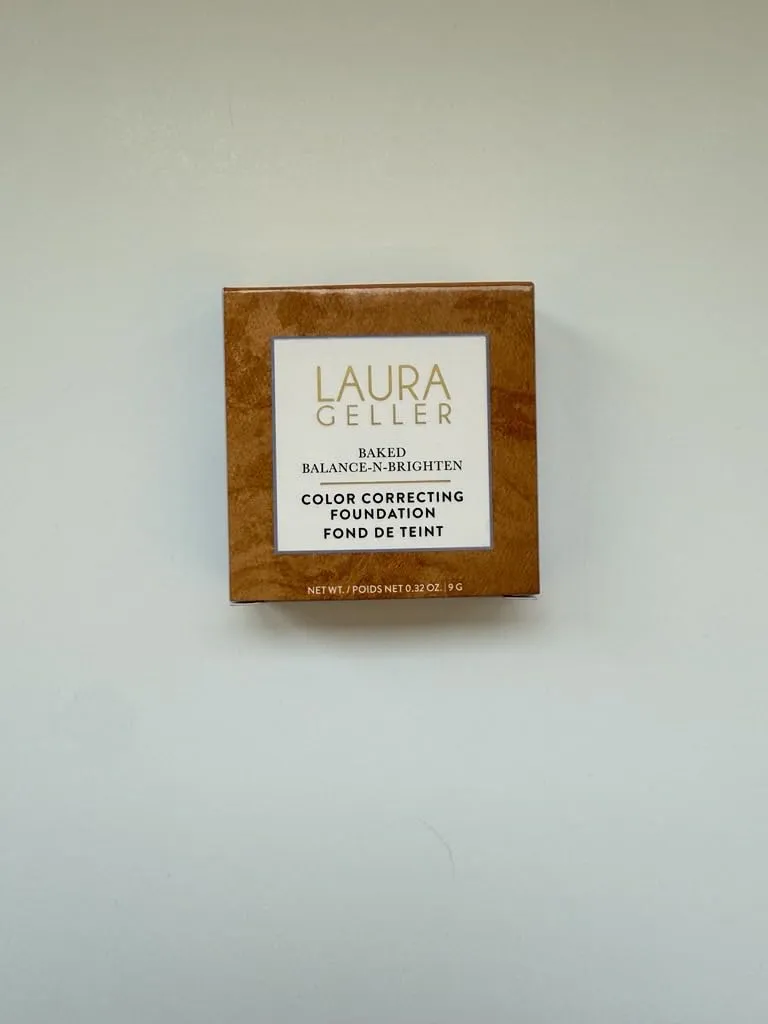 LAURA
GELLER
BAKED
BALANCE-N-BRIGHTEN
COLOR CORRECTING
FOUNDATION
FOND DE TEINT
NET WT. / POIDS NET 0.32 OZ. | 9 G